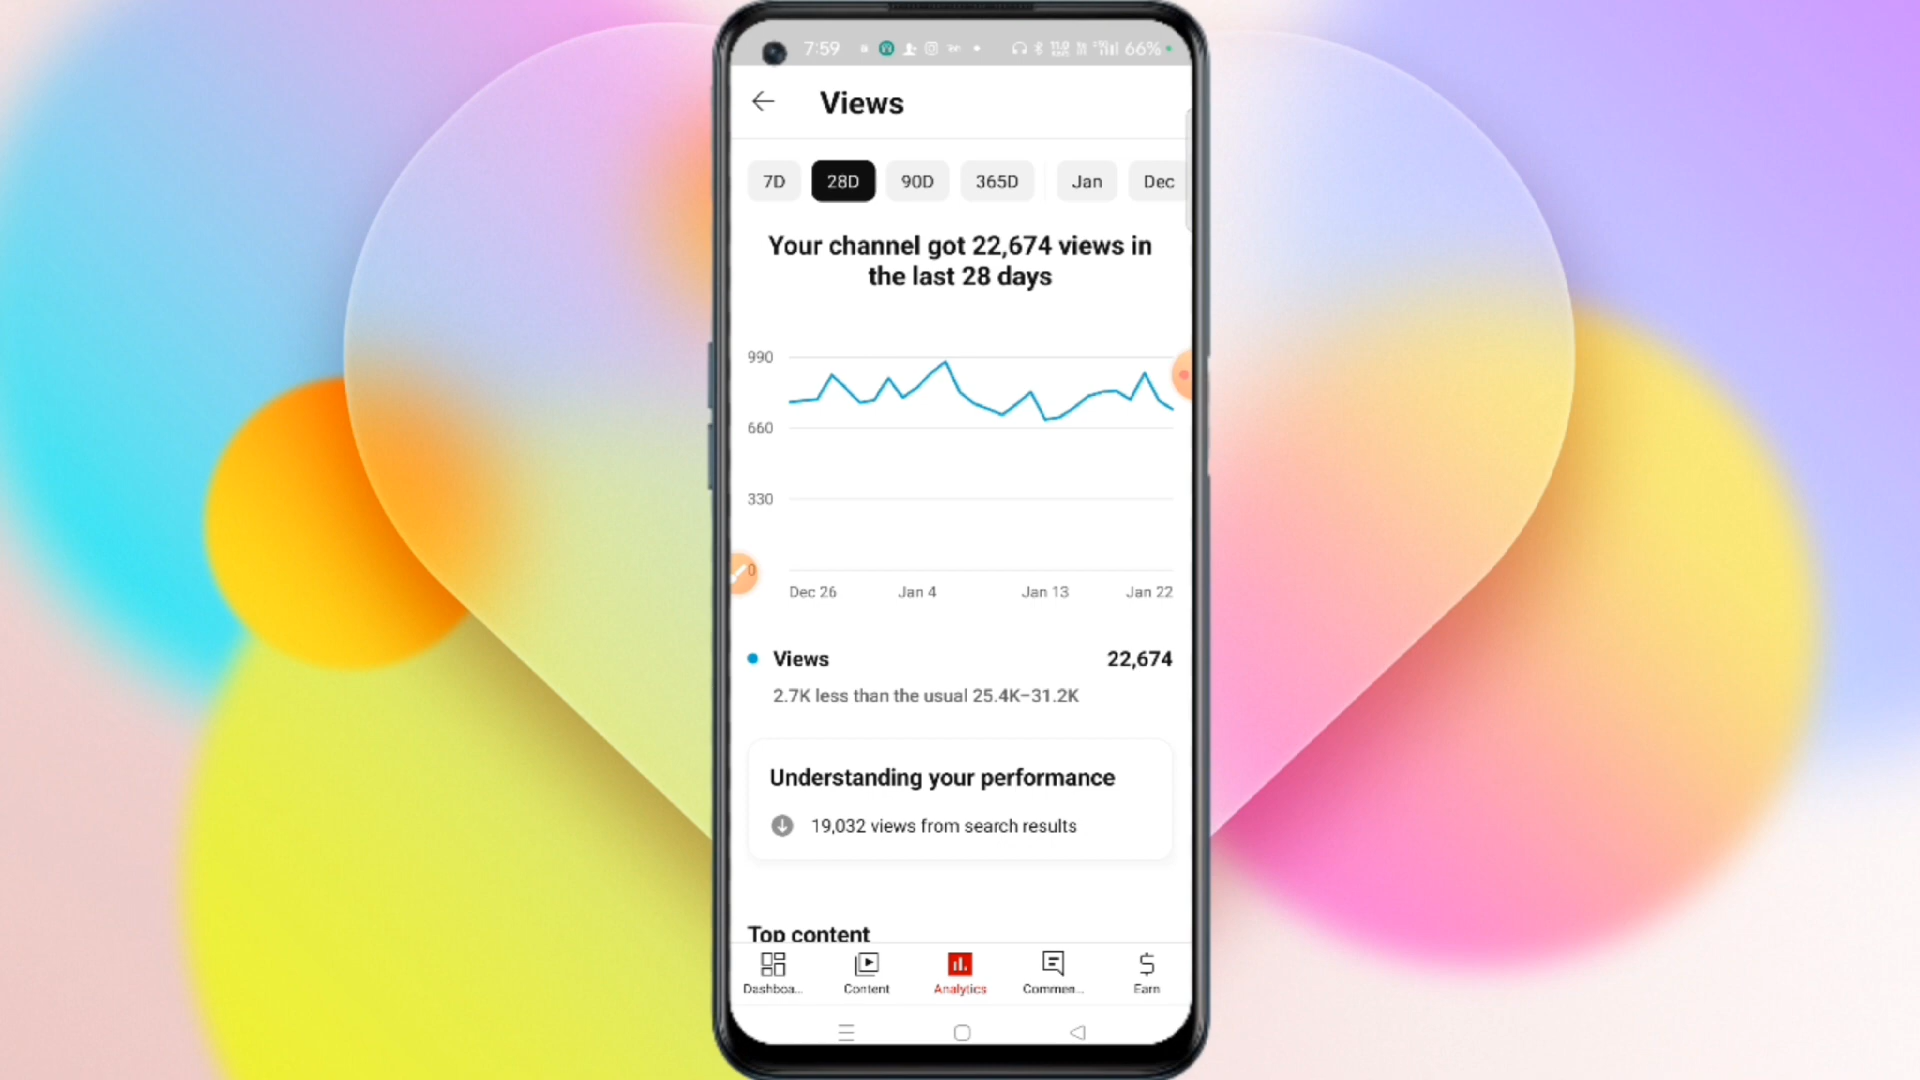 7:59 66%
Views
7D 28D 90D 365D Jan Dec
Your channel got 22,674 views in
the last 28 days
990
660
330
0
Dec 26 Jan 4 Jan 13 Jan 22
Views 22,674
2.7K less than the usual 25.4K–31.2K
Understanding your performance
19,032 views from search results
Top content
Dashboa... Content Analytics Commen... Earn